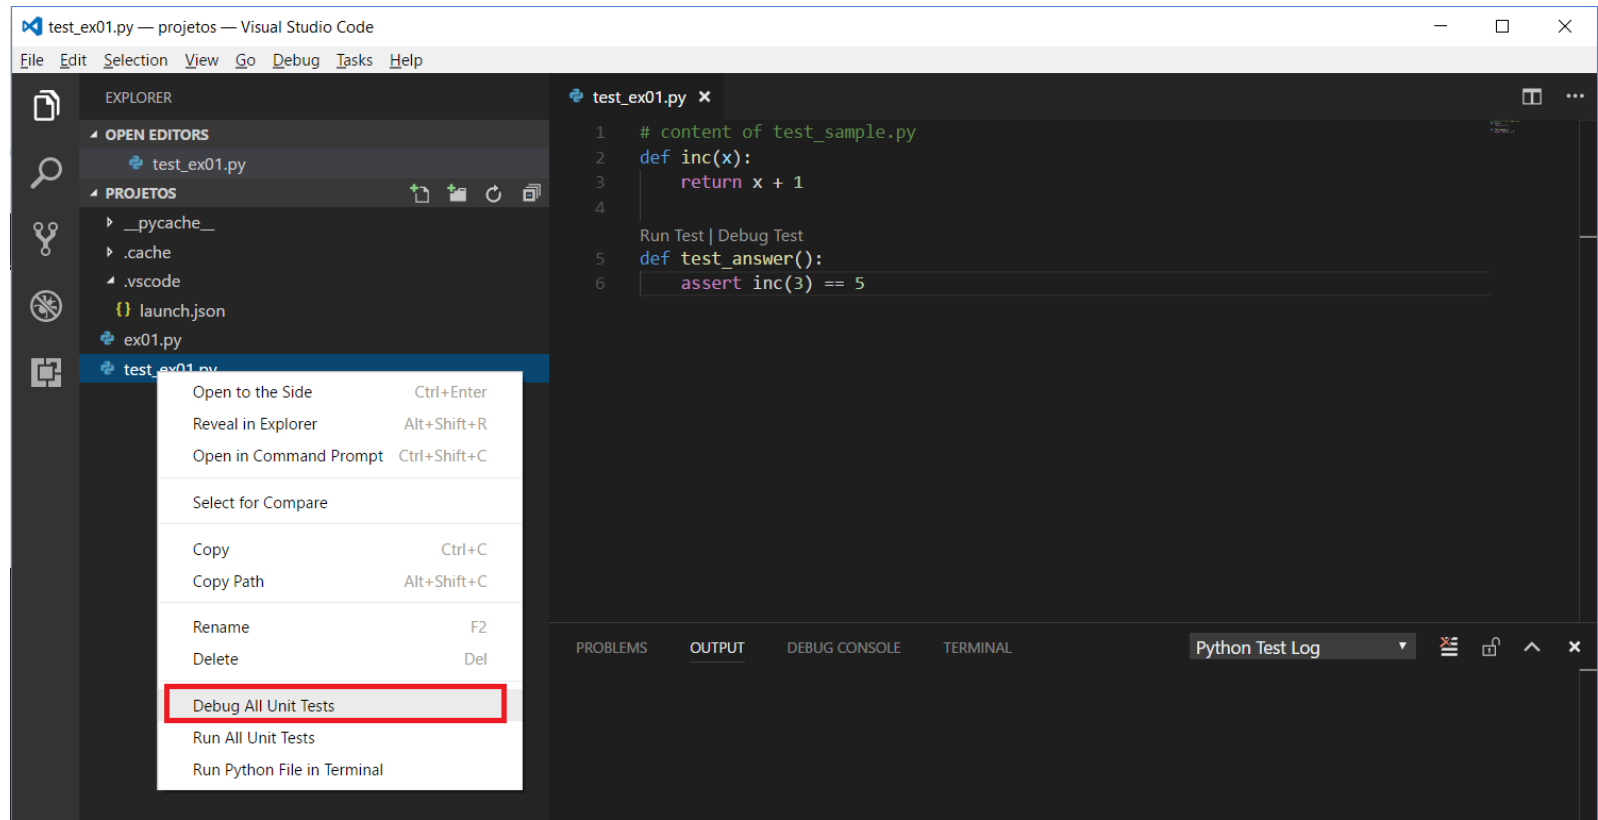 test_ex01.py — projetos — Visual Studio Code
File Edit Selection View Go Debug Tasks Help
EXPLORER
OPEN EDITORS
test_ex01.py
PROJETOS
__pycache__
.cache
.vscode
{} launch.json
ex01.py
test_ex01.py
Open to the Side Ctrl+Enter
Reveal in Explorer Alt+Shift+R
Open in Command Prompt Ctrl+Shift+C
Select for Compare
Copy Ctrl+C
Copy Path Alt+Shift+C
Rename F2
Delete Del
Debug All Unit Tests
Run All Unit Tests
Run Python File in Terminal
test_ex01.py
1 # content of test_sample.py
2 def inc(x):
3 return x + 1
4
Run Test | Debug Test
5 def test_answer():
6 assert inc(3) == 5
PROBLEMS OUTPUT DEBUG CONSOLE TERMINAL Python Test Log